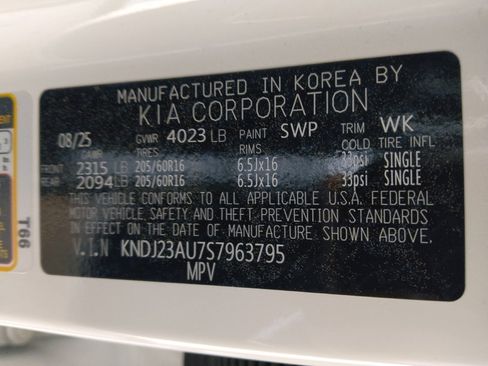 MANUFACTURED IN KOREA BY
KIA CORPORATION
08/25 GVWR 4023 LB PAINT SWP TRIM WK
GAWR TIRES RIMS COLD TIRE INFL
FRONT 2315 LB 205/60R16 6.5Jx16 33psi SINGLE
REAR 2094 LB 205/60R16 6.5Jx16 33psi SINGLE
THIS VEHICLE CONFORMS TO ALL APPLICABLE U.S.A. FEDERAL
MOTOR VEHICLE SAFETY AND THEFT PREVENTION STANDARDS
IN EFFECT ON THE DATE OF MANUFACTURE SHOWN ABOVE.
V.I.N KNDJ23AU7S7963795
MPV
T66